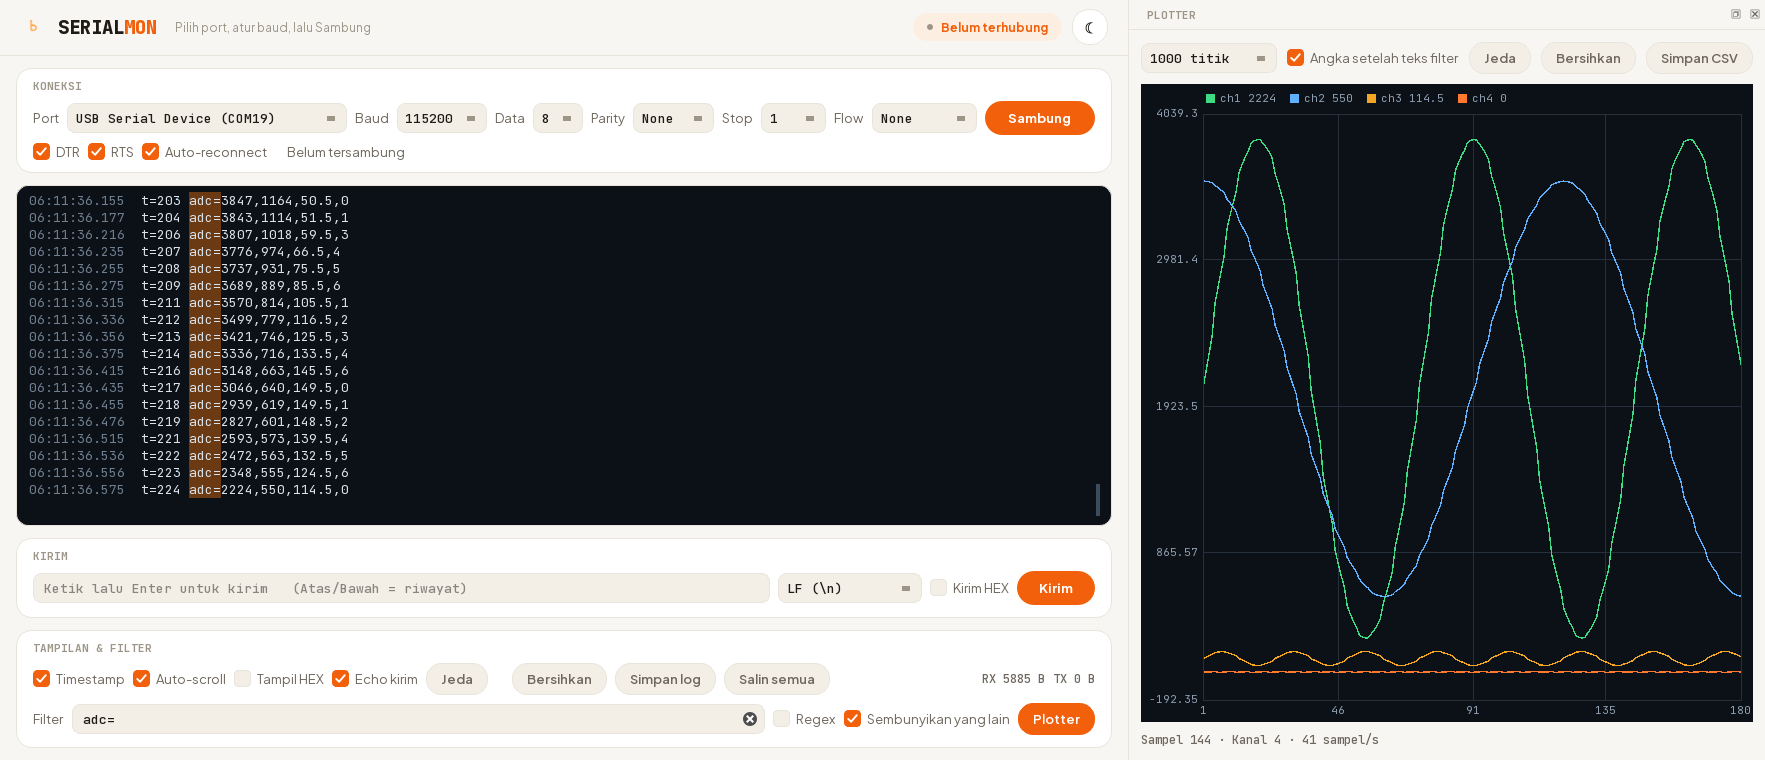 b SERIALMON Pilih port, atur baud, lalu Sambung Belum terhubung
KONEKSI
Port USB Serial Device (COM19) Baud 115200 Data 8 Parity None Stop 1 Flow None Sambung
DTR RTS Auto-reconnect Belum tersambung
06:11:36.155 t=203 adc=3847,1164,50.5,0
06:11:36.177 t=204 adc=3843,1114,51.5,1
06:11:36.216 t=206 adc=3807,1018,59.5,3
06:11:36.235 t=207 adc=3776,974,66.5,4
06:11:36.255 t=208 adc=3737,931,75.5,5
06:11:36.275 t=209 adc=3689,889,85.5,6
06:11:36.315 t=211 adc=3570,814,105.5,1
06:11:36.336 t=212 adc=3499,779,116.5,2
06:11:36.356 t=213 adc=3421,746,125.5,3
06:11:36.375 t=214 adc=3336,716,133.5,4
06:11:36.415 t=216 adc=3148,663,145.5,6
06:11:36.435 t=217 adc=3046,640,149.5,0
06:11:36.455 t=218 adc=2939,619,149.5,1
06:11:36.476 t=219 adc=2827,601,148.5,2
06:11:36.515 t=221 adc=2593,573,139.5,4
06:11:36.536 t=222 adc=2472,563,132.5,5
06:11:36.556 t=223 adc=2348,555,124.5,6
06:11:36.575 t=224 adc=2224,550,114.5,0
KIRIM
Ketik lalu Enter untuk kirim (Atas/Bawah = riwayat) LF (\n) Kirim HEX Kirim
TAMPILAN & FILTER
Timestamp Auto-scroll Tampil HEX Echo kirim Jeda Bersihkan Simpan log Salin semua RX 5885 B TX 0 B
Filter adc= Regex Sembunyikan yang lain Plotter
PLOTTER
1000 titik Angka setelah teks filter Jeda Bersihkan Simpan CSV
ch1 2224 ch2 550 ch3 114.5 ch4 0
4039.3
2981.4
1923.5
865.57
-192.35
1 46 91 135 180
Sampel 144 · Kanal 4 · 41 sampel/s